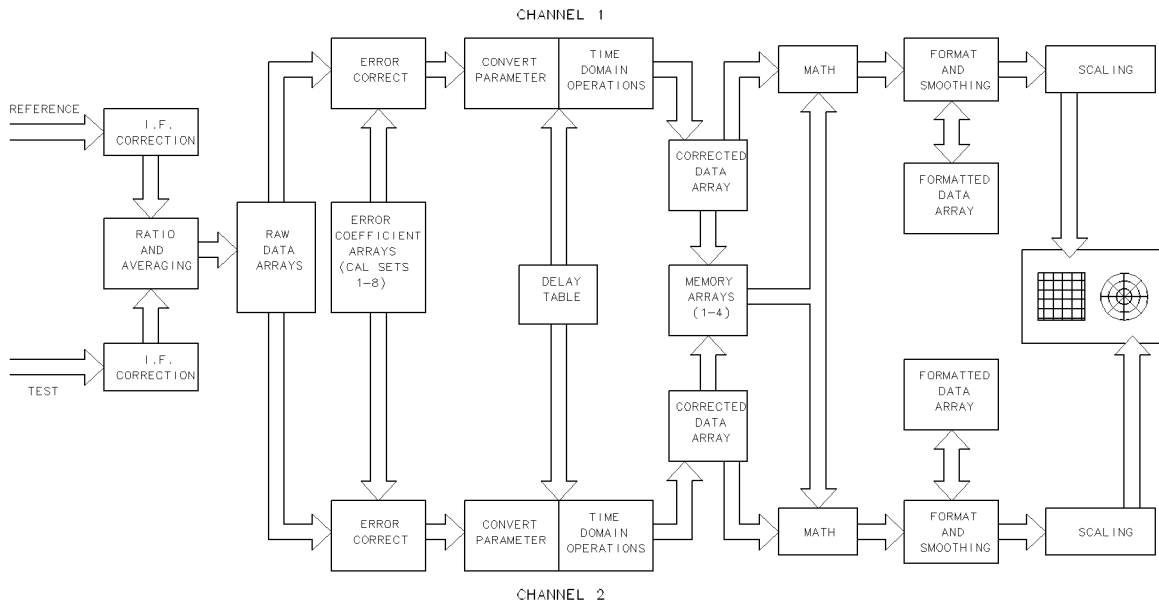 CHANNEL 1
REFERENCE
I.F.
CORRECTION
RATIO
AND
AVERAGING
I.F.
CORRECTION
TEST
RAW
DATA
ARRAYS
ERROR
CORRECT
CONVERT
PARAMETER
TIME
DOMAIN
OPERATIONS
ERROR
COEFFICIENT
ARRAYS
(CAL SETS
1-8)
DELAY
TABLE
CORRECTED
DATA
ARRAY
MEMORY
ARRAYS
(1-4)
CORRECTED
DATA
ARRAY
MATH
FORMAT
AND
SMOOTHING
SCALING
FORMATTED
DATA
ARRAY
FORMATTED
DATA
ARRAY
ERROR
CORRECT
CONVERT
PARAMETER
TIME
DOMAIN
OPERATIONS
MATH
FORMAT
AND
SMOOTHING
SCALING
CHANNEL 2